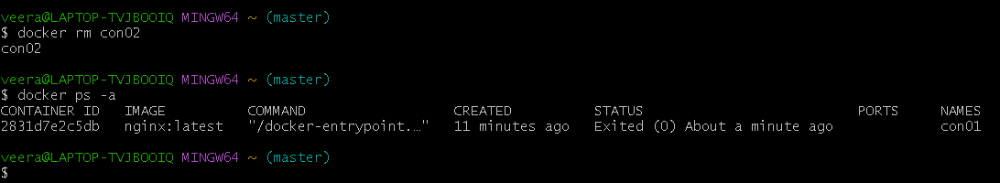 veera@LAPTOP-TVJBOOIQ MINGW64 ~ (master)
$ docker rm con02
con02
veera@LAPTOP-TVJBOOIQ MINGW64 ~ (master)
$ docker ps -a
CONTAINER ID   IMAGE          COMMAND                  CREATED          STATUS                          PORTS     NAMES
2831d7e2c5db   nginx:latest   "/docker-entrypoint.…"   11 minutes ago   Exited (0) About a minute ago             con01
veera@LAPTOP-TVJBOOIQ MINGW64 ~ (master)
$